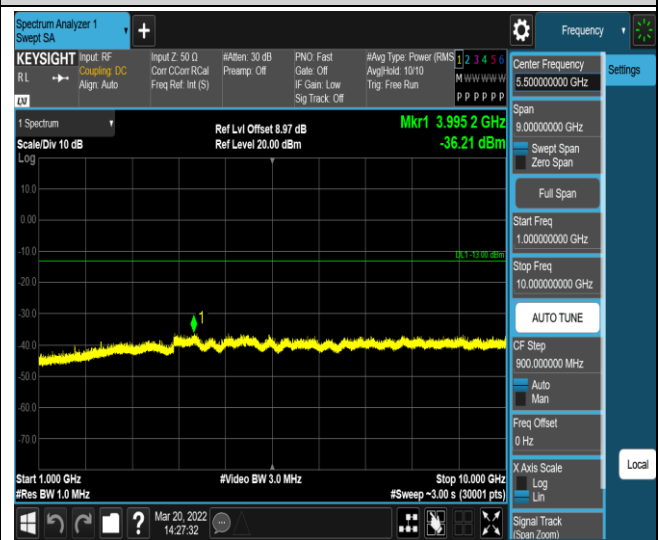 Spectrum Analyzer 1
Swept SA
+
Frequency
KEYSIGHT
Input: RF
Input Z: 50 Ω
#Atten: 30 dB
PNO: Fast
#Avg Type: Power (RMS
1 2 3 4 5 6
RL
Coupling: DC
Corr CCorr RCal
Preamp: Off
Gate: Off
Avg|Hold: 10/10
M W W W W W
Align: Auto
Freq Ref: Int (S)
IF Gain: Low
Trig: Free Run
Sig Track: Off
P P P P P P
LXI
1 Spectrum
Ref Lvl Offset 8.97 dB
Mkr1 3.995 2 GHz
Scale/Div 10 dB
Ref Level 20.00 dBm
-36.21 dBm
Log
10.0
0.00
-10.0
DL1 -13.00 dBm
-20.0
-30.0
1
-40.0
-50.0
-60.0
-70.0
Start 1.000 GHz
#Video BW 3.0 MHz
Stop 10.000 GHz
#Res BW 1.0 MHz
#Sweep ~3.00 s (30001 pts)
?
Mar 20, 2022
14:27:32
Center Frequency
5.500000000 GHz
Settings
Span
9.00000000 GHz
Swept Span
Zero Span
Full Span
Start Freq
1.000000000 GHz
Stop Freq
10.000000000 GHz
AUTO TUNE
CF Step
900.000000 MHz
Auto
Man
Freq Offset
0 Hz
X Axis Scale
Log
Lin
Local
Signal Track
(Span Zoom)